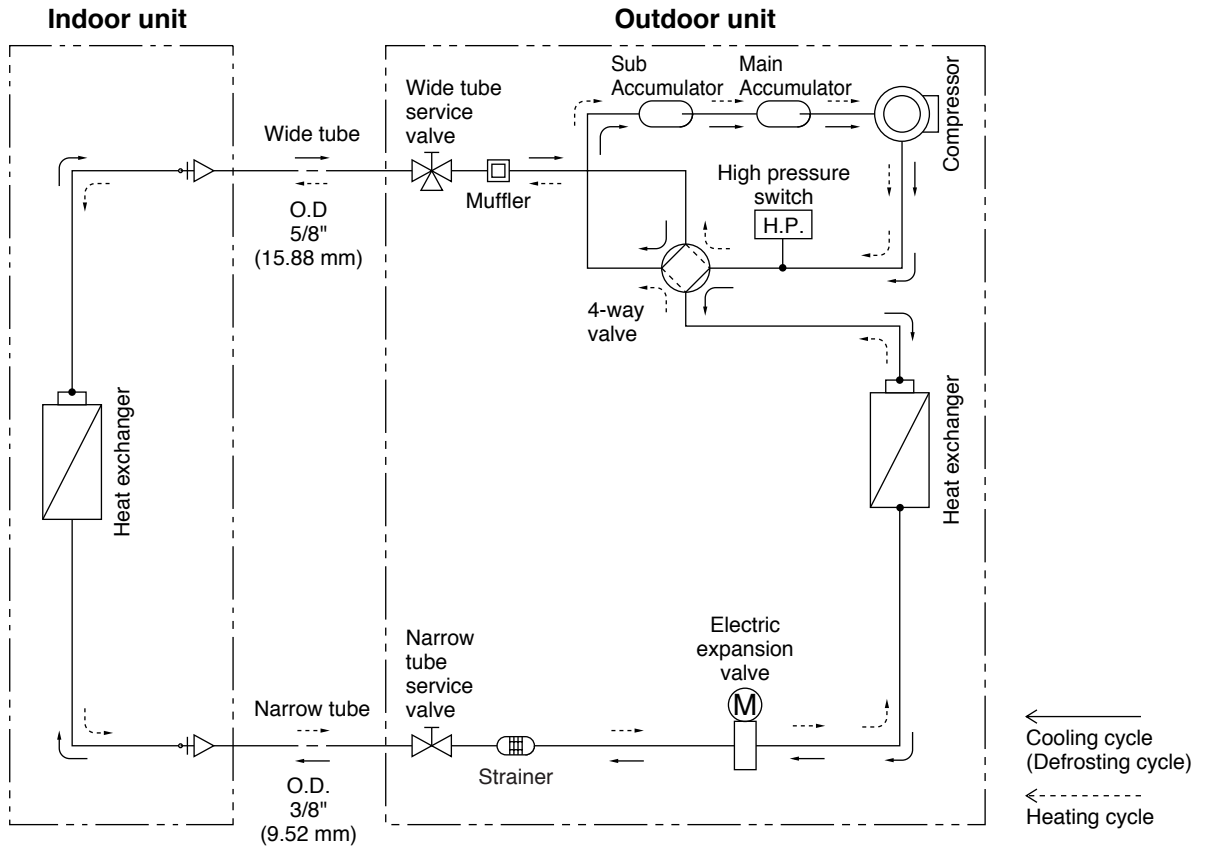 Indoor unit
Outdoor unit
Sub
Accumulator
Main
Accumulator
Compressor
Wide tube
service
valve
Wide tube
O.D
5/8"
(15.88 mm)
Muffler
High pressure
switch
H.P.
4-way
valve
Heat exchanger
Heat exchanger
Electric
expansion
valve
M
Narrow
tube
service
valve
Narrow tube
O.D.
3/8"
(9.52 mm)
Strainer
Cooling cycle
(Defrosting cycle)
Heating cycle